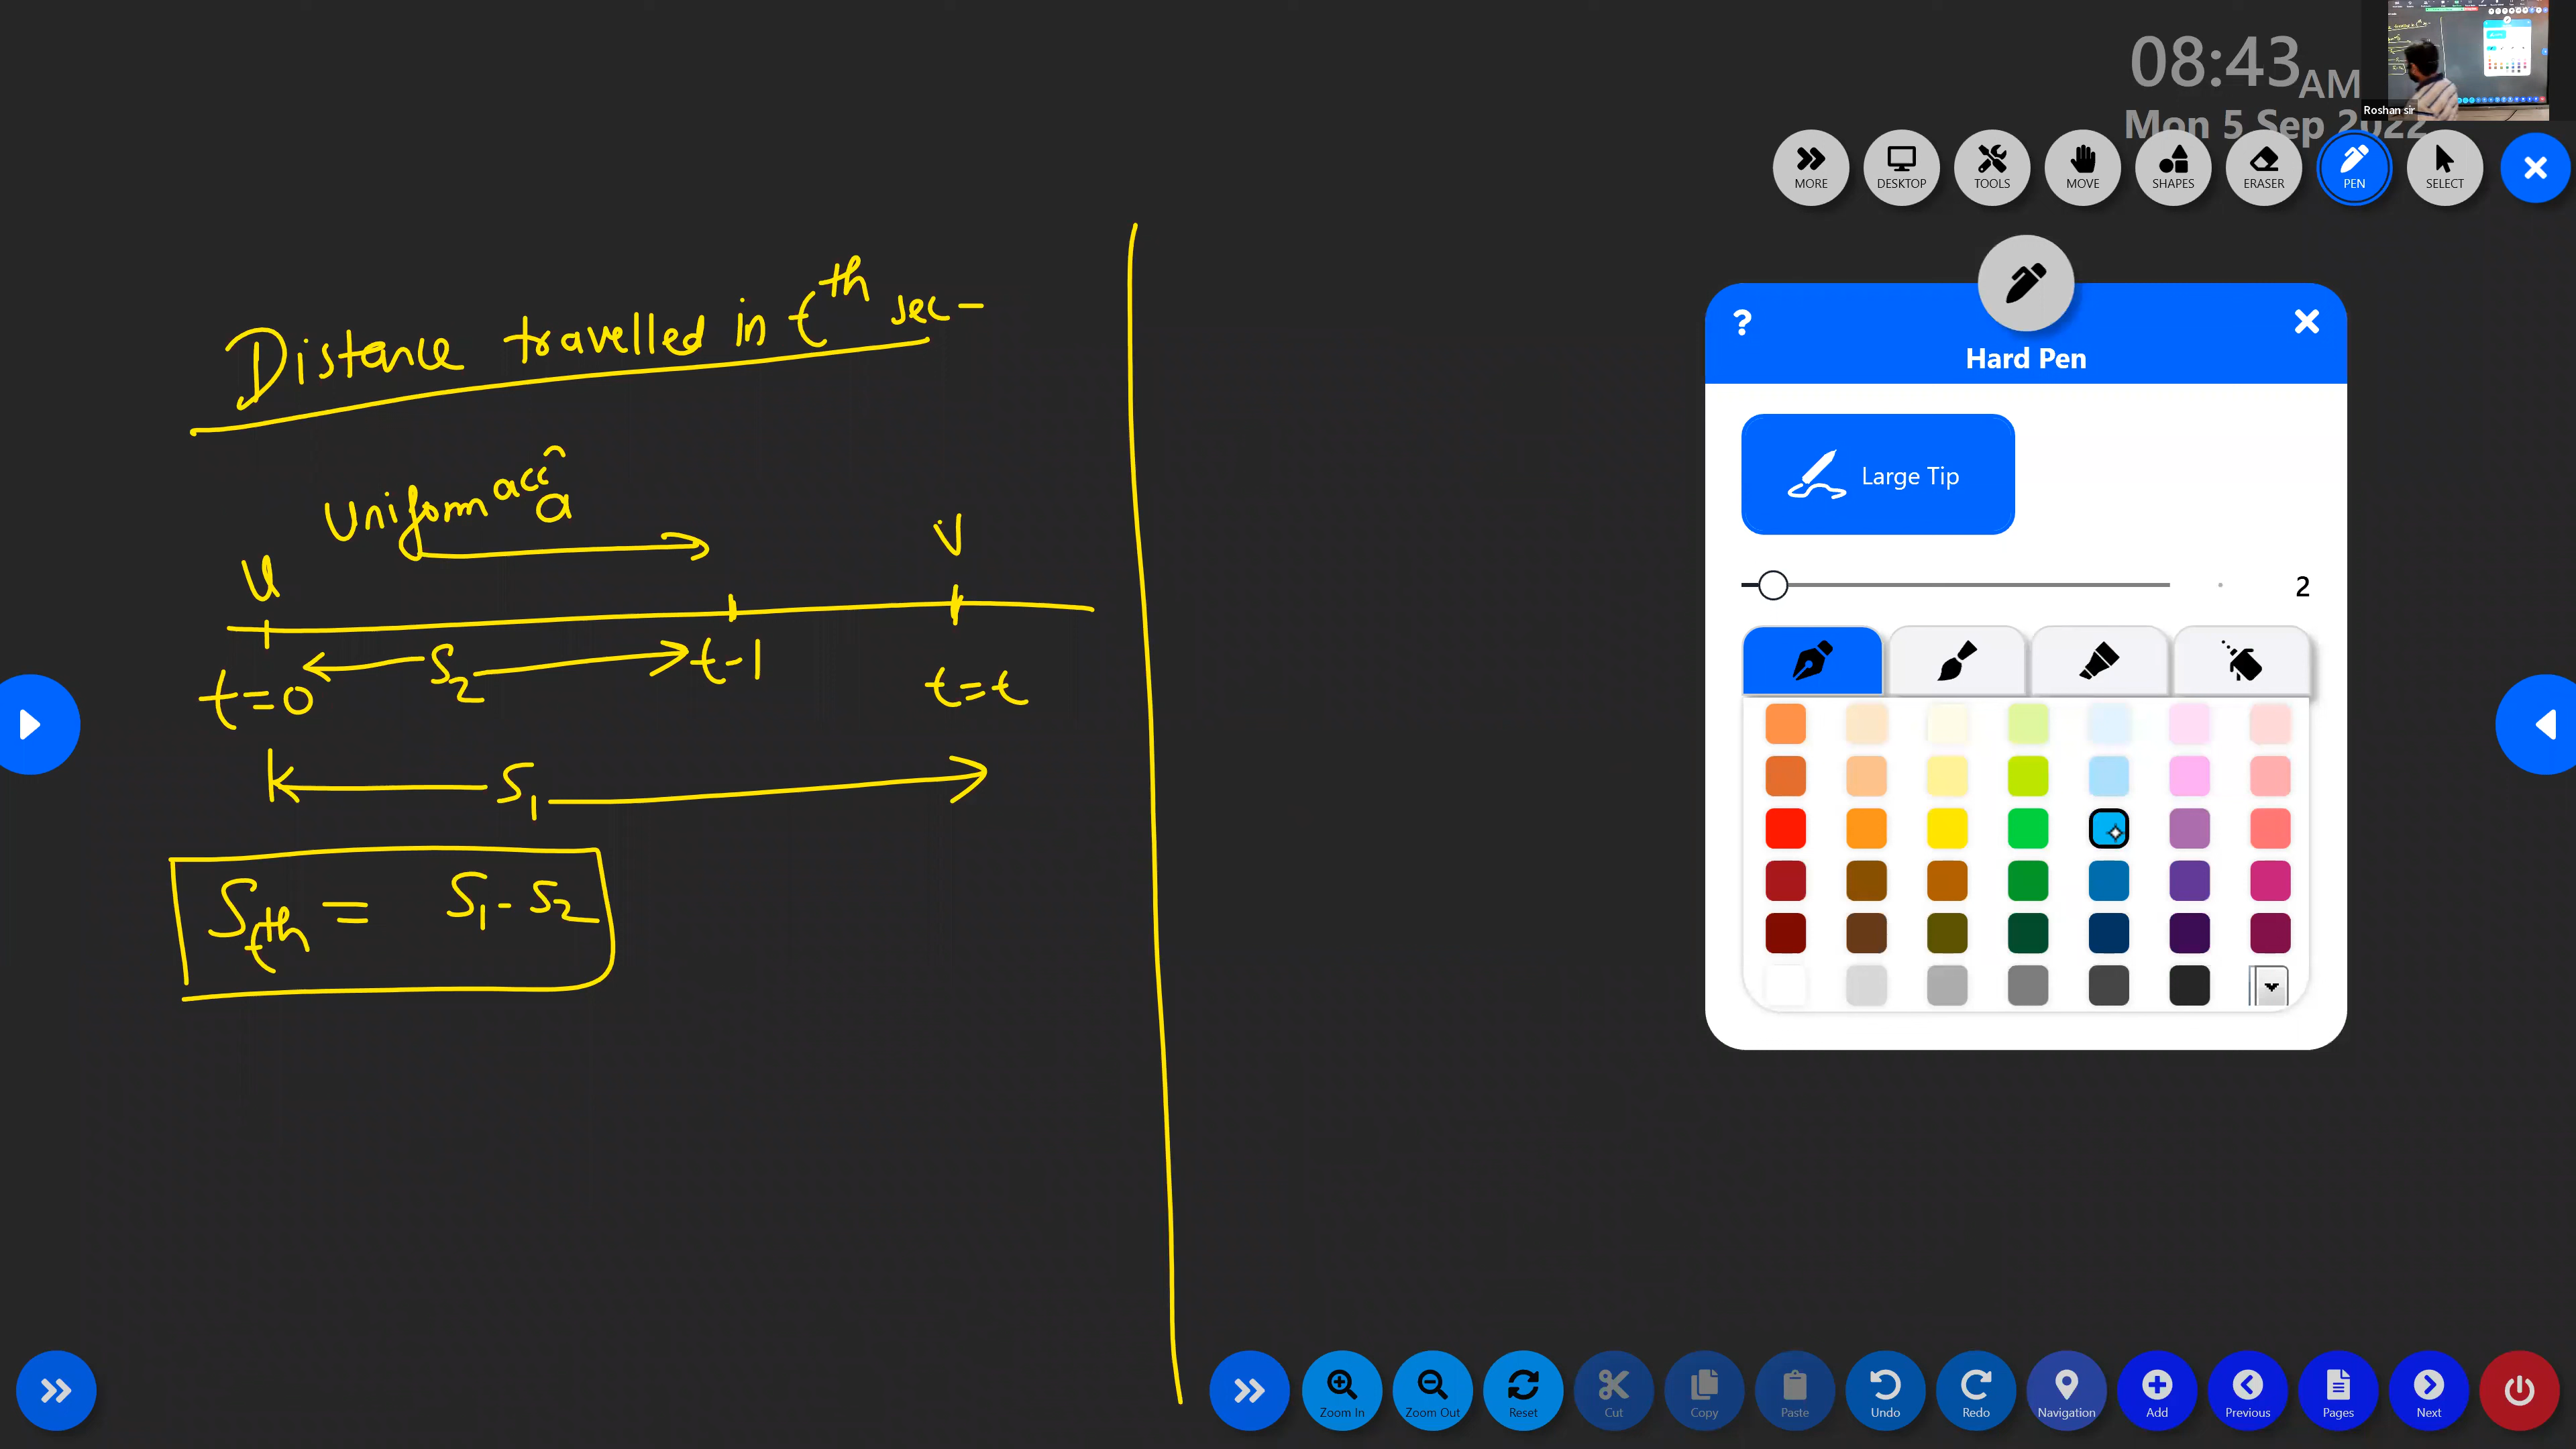 08:43 AM
Mon 5 Sep 2022
Roshan sir
MORE DESKTOP TOOLS MOVE SHAPES ERASER PEN SELECT
Distance travelled in tth sec -
Uniform acc
a
u
v
t=0
S2
t-1
t=t
S1
Stth = S1 - S2
?
Hard Pen
Large Tip
2
Zoom In Zoom Out Reset Cut Copy Paste Undo Redo Navigation Add Previous Pages Next